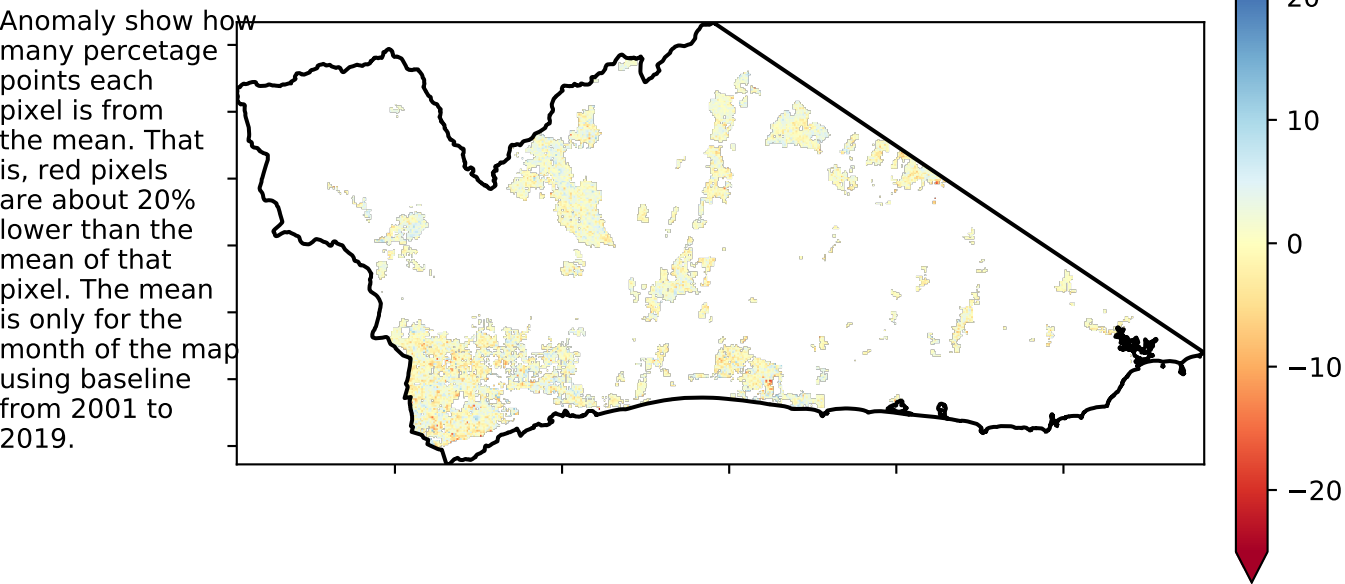 Anomaly show how
many percetage
points each
pixel is from
the mean. That
is, red pixels
are about 20%
lower than the
mean of that
pixel. The mean
is only for the
month of the map
using baseline
from 2001 to
2019.
20
10
0
−10
−20